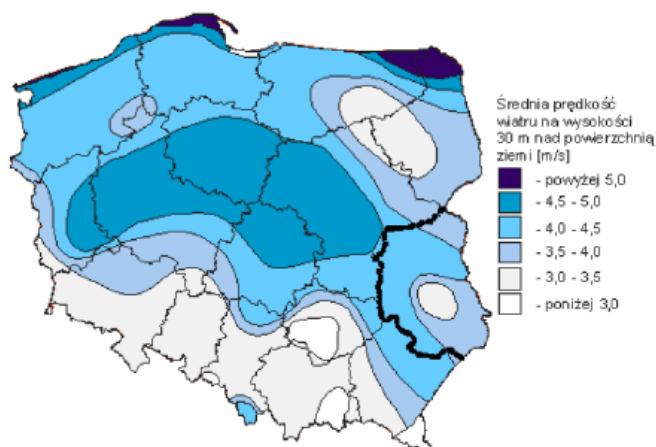 Średnia prędkość
wiatru na wysokości
30 m nad powierzchnią
ziemi [m/s]
- powyżej 5,0
- 4,5 - 5,0
- 4,0 - 4,5
- 3,5 - 4,0
- 3,0 - 3,5
- poniżej 3,0